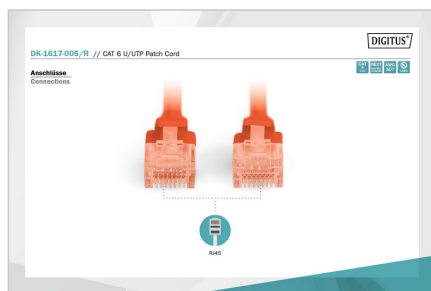 DIGITUS®
DK-1617-005/R // CAT 6 U/UTP Patch Cord
Anschlüsse
Connections
RJ45